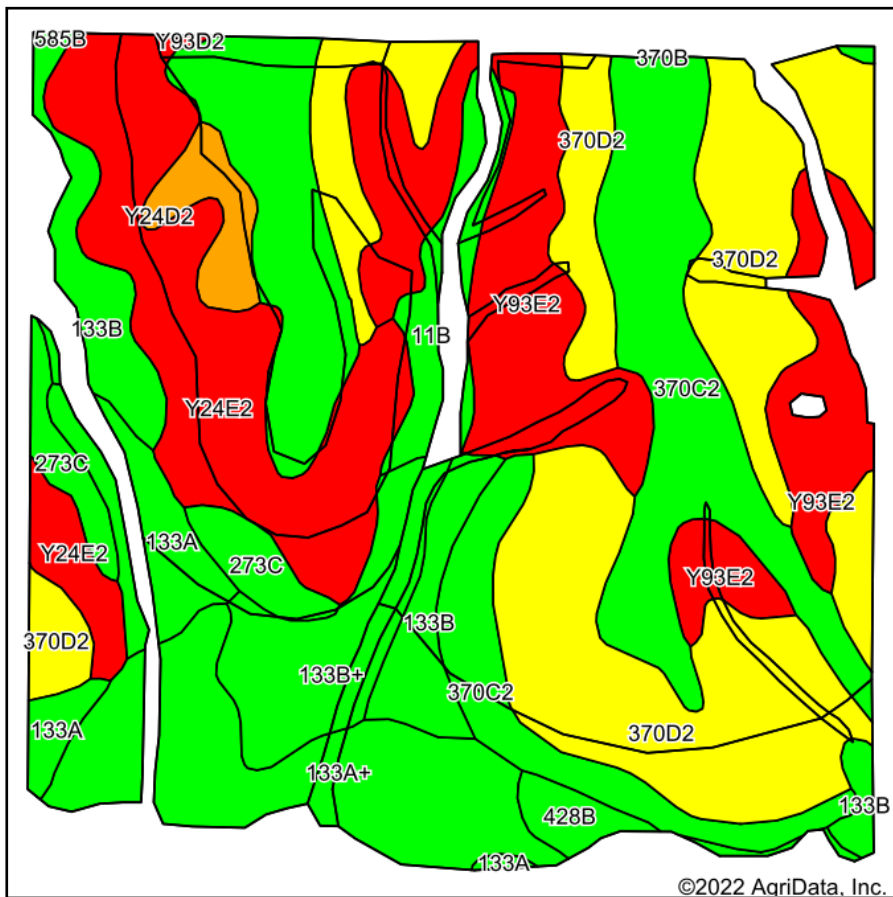 585B
Y93D2
370B
370D2
Y24D2
370D2
Y93E2
133B
11B
370C2
Y24E2
273C
Y93E2
133A
Y24E2
273C
Y93E2
133B
370D2
133B+
370C2
133A
370D2
133A+
133B
428B
133A
©2022 AgriData, Inc.